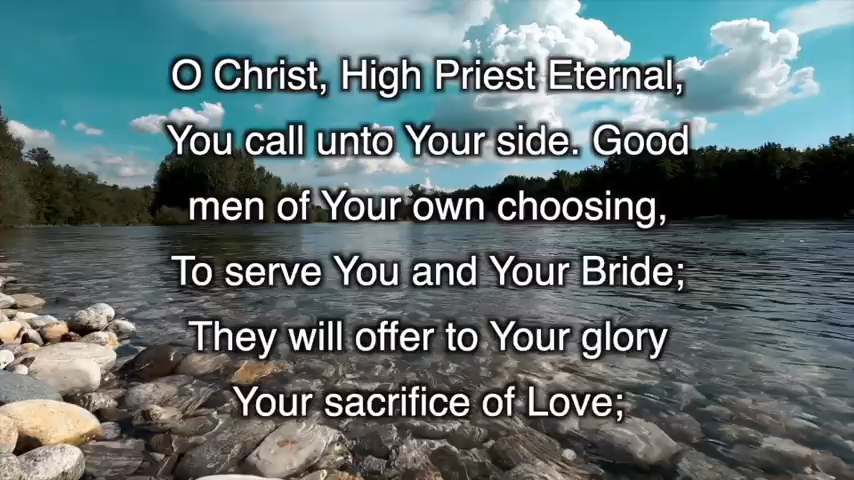 O Christ, High Priest Eternal,
You call unto Your side. Good
men of Your own choosing,
To serve You and Your Bride;
They will offer to Your glory
Your sacrifice of Love;